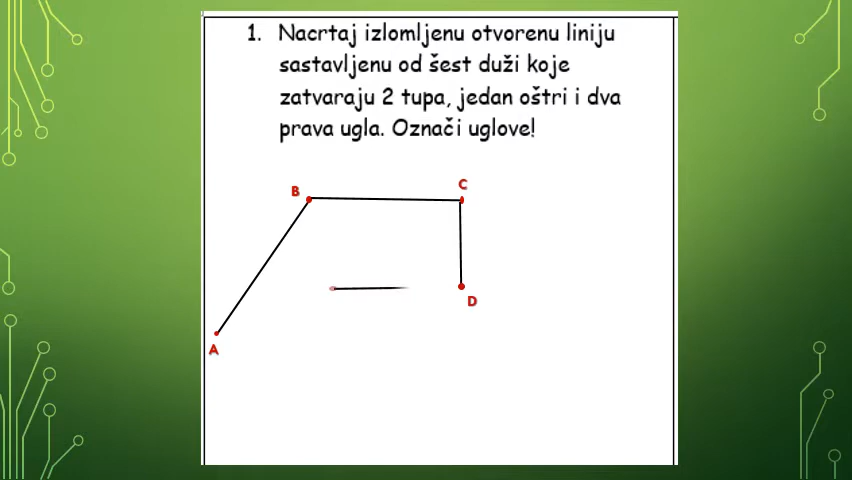 1. Nacrtaj izlomljenu otvorenu liniju
sastavljenu od šest duži koje
zatvaraju 2 tupa, jedan oštri i dva
prava ugla. Označi uglove!
B
C
D
A